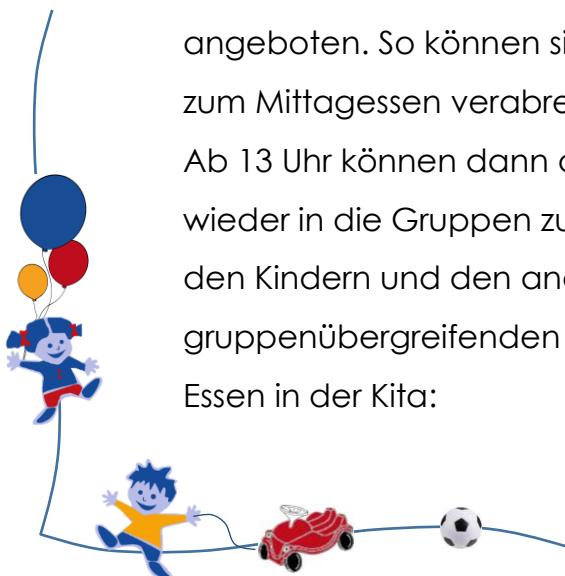 angeboten. So können si
zum Mittagessen verabre
Ab 13 Uhr können dann
wieder in die Gruppen zu
den Kindern und den an
gruppenübergreifenden
Essen in der Kita: